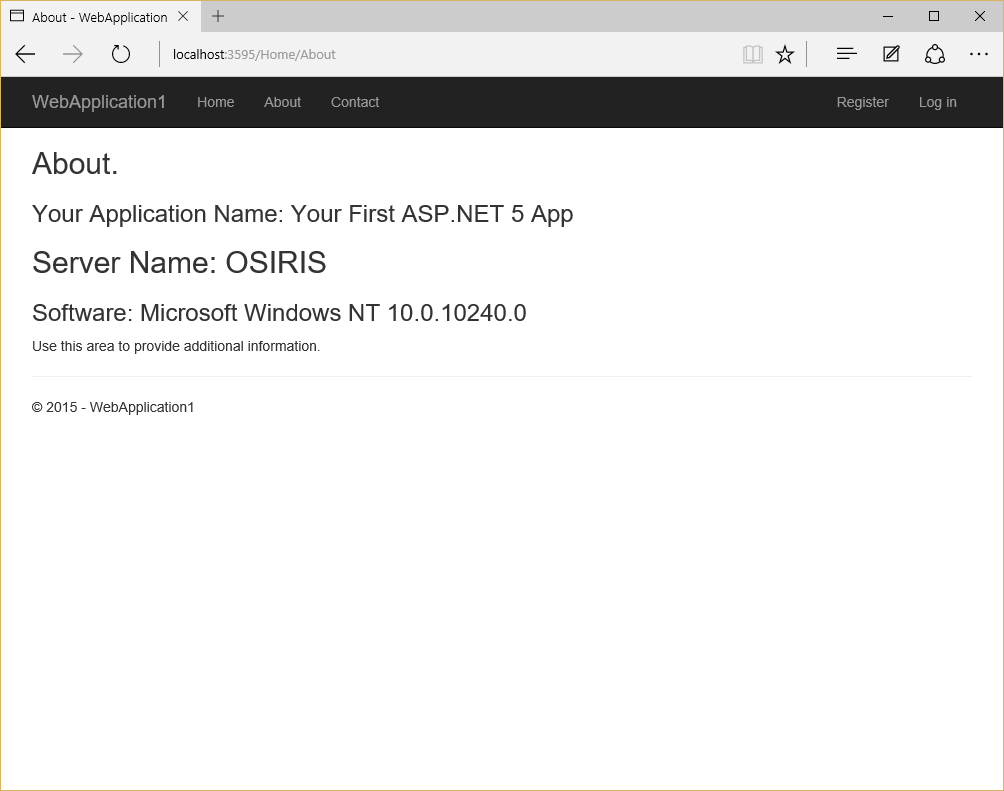 About - WebApplication
localhost:3595/Home/About
WebApplication1 Home About Contact Register Log in
About.
Your Application Name: Your First ASP.NET 5 App
Server Name: OSIRIS
Software: Microsoft Windows NT 10.0.10240.0
Use this area to provide additional information.
© 2015 - WebApplication1